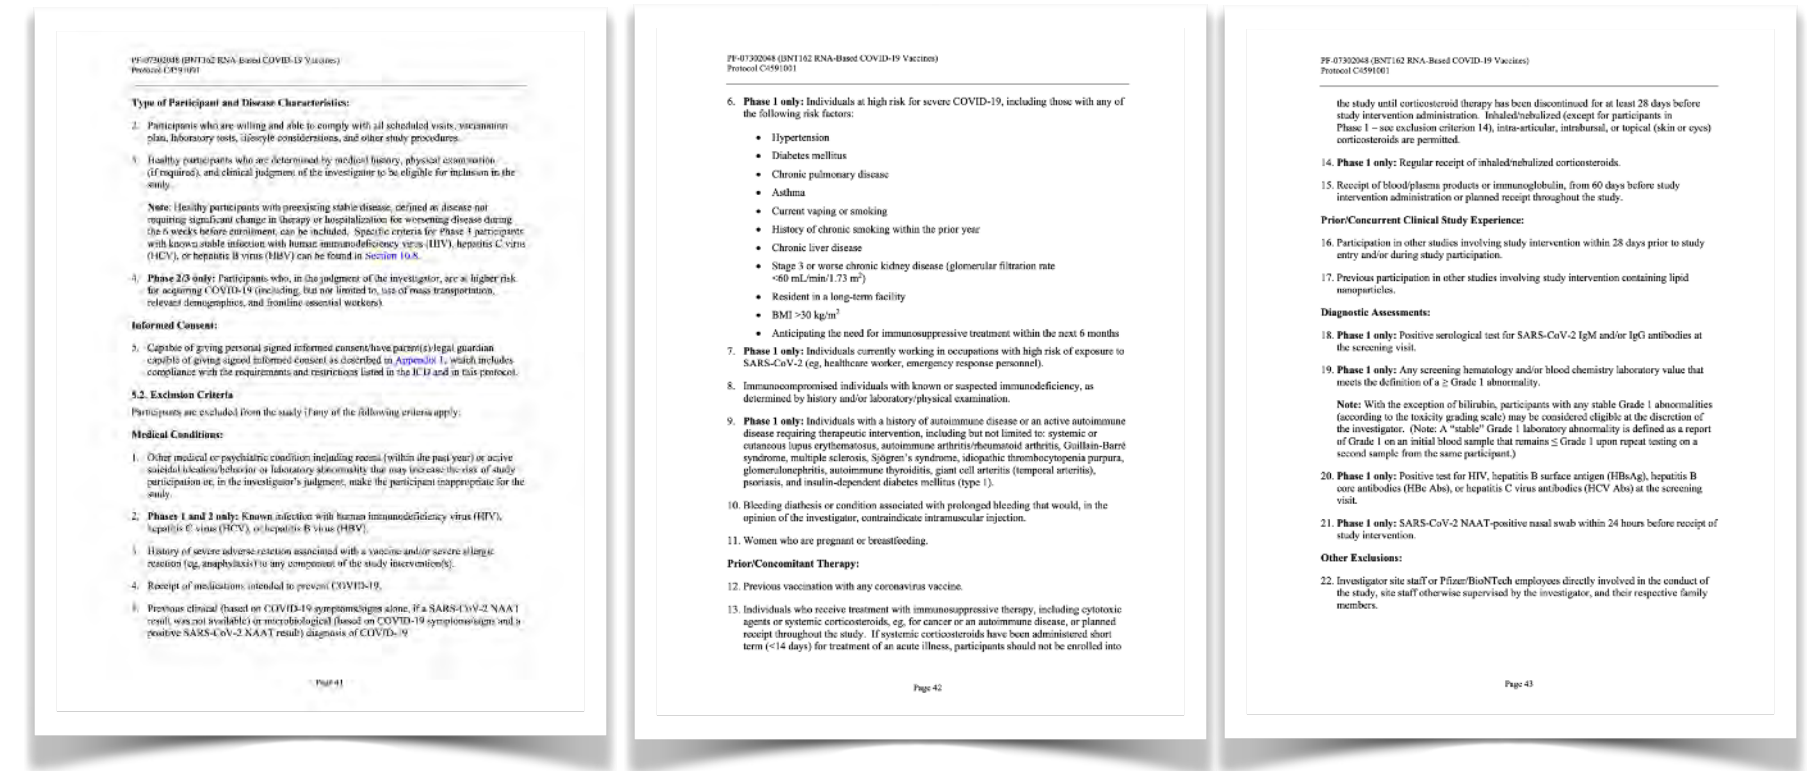 PF-07302048 (BNT162 RNA-Based COVID-19 Vaccines)
Protocol C4591001
Type of Participant and Disease Characteristics:
2. Participants who are willing and able to comply with all scheduled visits, vaccination
plan, laboratory tests, lifestyle considerations, and other study procedures.
3. Healthy participants who are determined by medical history, physical examination
(if required), and clinical judgment of the investigator to be eligible for inclusion in the
study.
Note: Healthy participants with preexisting stable disease, defined as disease not
requiring significant change in therapy or hospitalization for worsening disease during
the 6 weeks before enrollment, can be included. Specific criteria for Phase 3 participants
with known stable infection with human immunodeficiency virus (HIV), hepatitis C virus
(HCV), or hepatitis B virus (HBV) can be found in Section 10.8.
4. Phase 2/3 only: Participants who, in the judgment of the investigator, are at higher risk
for acquiring COVID-19 (including, but not limited to, use of mass transportation,
relevant demographics, and frontline essential workers).
Informed Consent:
5. Capable of giving personal signed informed consent/have parent(s)/legal guardian
capable of giving signed informed consent as described in Appendix 1, which includes
compliance with the requirements and restrictions listed in the ICD and in this protocol.
5.2. Exclusion Criteria
Participants are excluded from the study if any of the following criteria apply:
Medical Conditions:
1. Other medical or psychiatric condition including recent (within the past year) or active
suicidal ideation/behavior or laboratory abnormality that may increase the risk of study
participation or, in the investigator's judgment, make the participant inappropriate for the
study.
2. Phases 1 and 2 only: Known infection with human immunodeficiency virus (HIV),
hepatitis C virus (HCV), or hepatitis B virus (HBV).
3. History of severe adverse reaction associated with a vaccine and/or severe allergic
reaction (eg, anaphylaxis) to any component of the study intervention(s).
4. Receipt of medications intended to prevent COVID-19.
5. Previous clinical (based on COVID-19 symptoms/signs alone, if a SARS-CoV-2 NAAT
result was not available) or microbiological (based on COVID-19 symptoms/signs and a
positive SARS-CoV-2 NAAT result) diagnosis of COVID-19
Page 41
PF-07302048 (BNT162 RNA-Based COVID-19 Vaccines)
Protocol C4591001
6. Phase 1 only: Individuals at high risk for severe COVID-19, including those with any of
the following risk factors:
• Hypertension
• Diabetes mellitus
• Chronic pulmonary disease
• Asthma
• Current vaping or smoking
• History of chronic smoking within the prior year
• Chronic liver disease
• Stage 3 or worse chronic kidney disease (glomerular filtration rate
<60 mL/min/1.73 m²)
• Resident in a long-term facility
• BMI >30 kg/m²
• Anticipating the need for immunosuppressive treatment within the next 6 months
7. Phase 1 only: Individuals currently working in occupations with high risk of exposure to
SARS-CoV-2 (eg, healthcare worker, emergency response personnel).
8. Immunocompromised individuals with known or suspected immunodeficiency, as
determined by history and/or laboratory/physical examination.
9. Phase 1 only: Individuals with a history of autoimmune disease or an active autoimmune
disease requiring therapeutic intervention, including but not limited to: systemic or
cutaneous lupus erythematosus, autoimmune arthritis/rheumatoid arthritis, Guillain-Barré
syndrome, multiple sclerosis, Sjögren's syndrome, idiopathic thrombocytopenia purpura,
glomerulonephritis, autoimmune thyroiditis, giant cell arteritis (temporal arteritis),
psoriasis, and insulin-dependent diabetes mellitus (type 1).
10. Bleeding diathesis or condition associated with prolonged bleeding that would, in the
opinion of the investigator, contraindicate intramuscular injection.
11. Women who are pregnant or breastfeeding.
Prior/Concomitant Therapy:
12. Previous vaccination with any coronavirus vaccine.
13. Individuals who receive treatment with immunosuppressive therapy, including cytotoxic
agents or systemic corticosteroids, eg, for cancer or an autoimmune disease, or planned
receipt throughout the study. If systemic corticosteroids have been administered short
term (<14 days) for treatment of an acute illness, participants should not be enrolled into
Page 42
PF-07302048 (BNT162 RNA-Based COVID-19 Vaccines)
Protocol C4591001
the study until corticosteroid therapy has been discontinued for at least 28 days before
study intervention administration. Inhaled/nebulized (except for participants in
Phase 1 – see exclusion criterion 14), intra-articular, intrabursal, or topical (skin or eyes)
corticosteroids are permitted.
14. Phase 1 only: Regular receipt of inhaled/nebulized corticosteroids.
15. Receipt of blood/plasma products or immunoglobulin, from 60 days before study
intervention administration or planned receipt throughout the study.
Prior/Concurrent Clinical Study Experience:
16. Participation in other studies involving study intervention within 28 days prior to study
entry and/or during study participation.
17. Previous participation in other studies involving study intervention containing lipid
nanoparticles.
Diagnostic Assessments:
18. Phase 1 only: Positive serological test for SARS-CoV-2 IgM and/or IgG antibodies at
the screening visit.
19. Phase 1 only: Any screening hematology and/or blood chemistry laboratory value that
meets the definition of a ≥ Grade 1 abnormality.
Note: With the exception of bilirubin, participants with any stable Grade 1 abnormalities
(according to the toxicity grading scale) may be considered eligible at the discretion of
the investigator. (Note: A “stable” Grade 1 laboratory abnormality is defined as a report
of Grade 1 on an initial blood sample that remains ≤ Grade 1 upon repeat testing on a
second sample from the same participant.)
20. Phase 1 only: Positive test for HIV, hepatitis B surface antigen (HBsAg), hepatitis B
core antibodies (HBc Abs), or hepatitis C virus antibodies (HCV Abs) at the screening
visit.
21. Phase 1 only: SARS-CoV-2 NAAT-positive nasal swab within 24 hours before receipt of
study intervention.
Other Exclusions:
22. Investigator site staff or Pfizer/BioNTech employees directly involved in the conduct of
the study, site staff otherwise supervised by the investigator, and their respective family
members.
Page 43